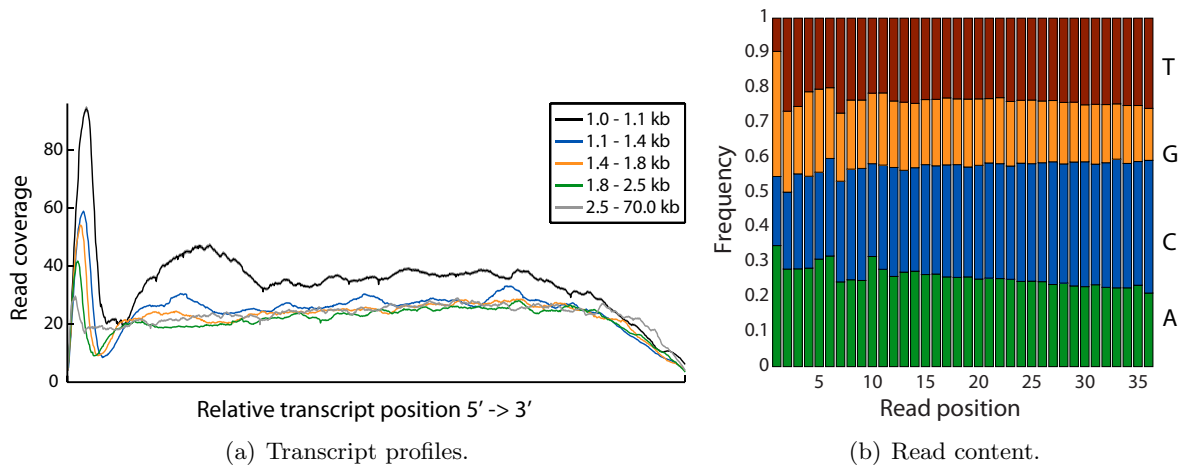 Read coverage
80
60
40
20
0
1.0 - 1.1 kb
1.1 - 1.4 kb
1.4 - 1.8 kb
1.8 - 2.5 kb
2.5 - 70.0 kb
Relative transcript position 5′ -> 3′
(a) Transcript profiles.
Frequency
1
0.9
0.8
0.7
0.6
0.5
0.4
0.3
0.2
0.1
0
T
G
C
A
5 10 15 20 25 30 35
Read position
(b) Read content.